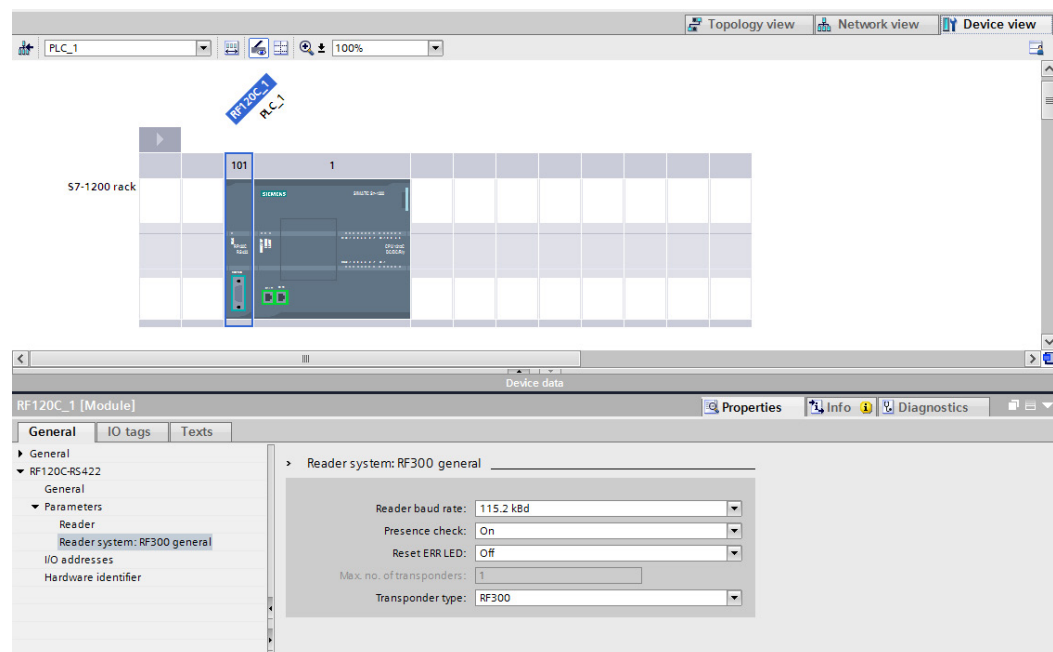 Topology view Network view Device view
PLC_1 100%
RF120C_1
PLC_1
101 1
S7-1200 rack
SIEMENS
Device data
RF120C_1 [Module] Properties Info Diagnostics
General IO tags Texts
General
RF120C-RS422
General
Parameters
Reader
Reader system: RF300 general
I/O addresses
Hardware identifier
Reader system: RF300 general
Reader baud rate: 115.2 kBd
Presence check: On
Reset ERR LED: Off
Max. no. of transponders: 1
Transponder type: RF300